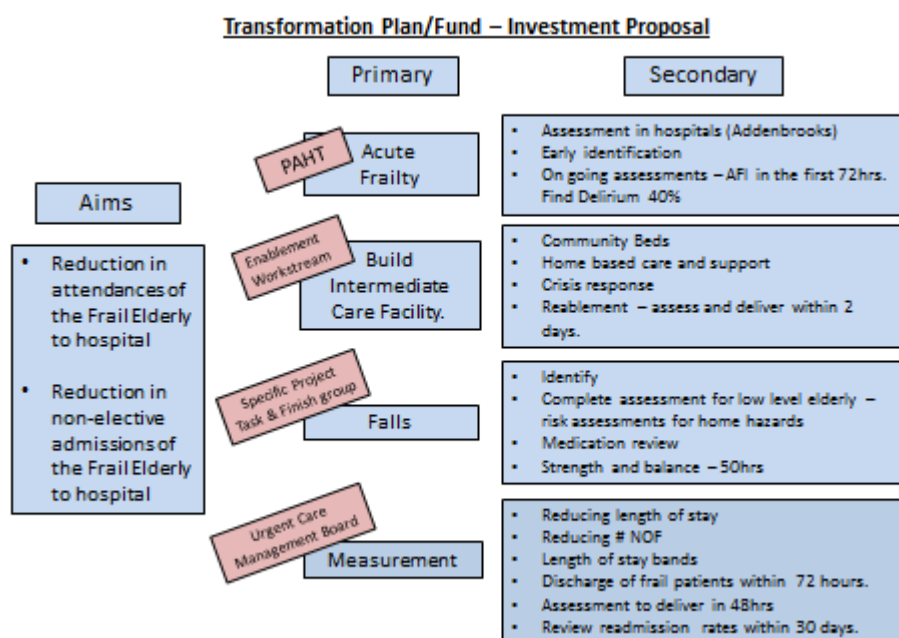 Transformation Plan/Fund – Investment Proposal
Primary
Secondary
Aims
• Reduction in
attendances of
the Frail Elderly
to hospital
• Reduction in
non-elective
admissions of
the Frail Elderly
to hospital
PAHT
Acute
Frailty
• Assessment in hospitals (Addenbrooks)
• Early identification
• On going assessments – AFI in the first 72hrs.
Find Delirium 40%
Enablement
Workstream
Build
Intermediate
Care Facility.
• Community Beds
• Home based care and support
• Crisis response
• Reablement – assess and deliver within 2
days.
Specific Project
Task & Finish group
Falls
• Identify
• Complete assessment for low level elderly –
risk assessments for home hazards
• Medication review
• Strength and balance – 50hrs
Urgent Care
Management Board
Measurement
• Reducing length of stay
• Reducing # NOF
• Length of stay bands
• Discharge of frail patients within 72 hours.
• Assessment to deliver in 48hrs
• Review readmission rates within 30 days.